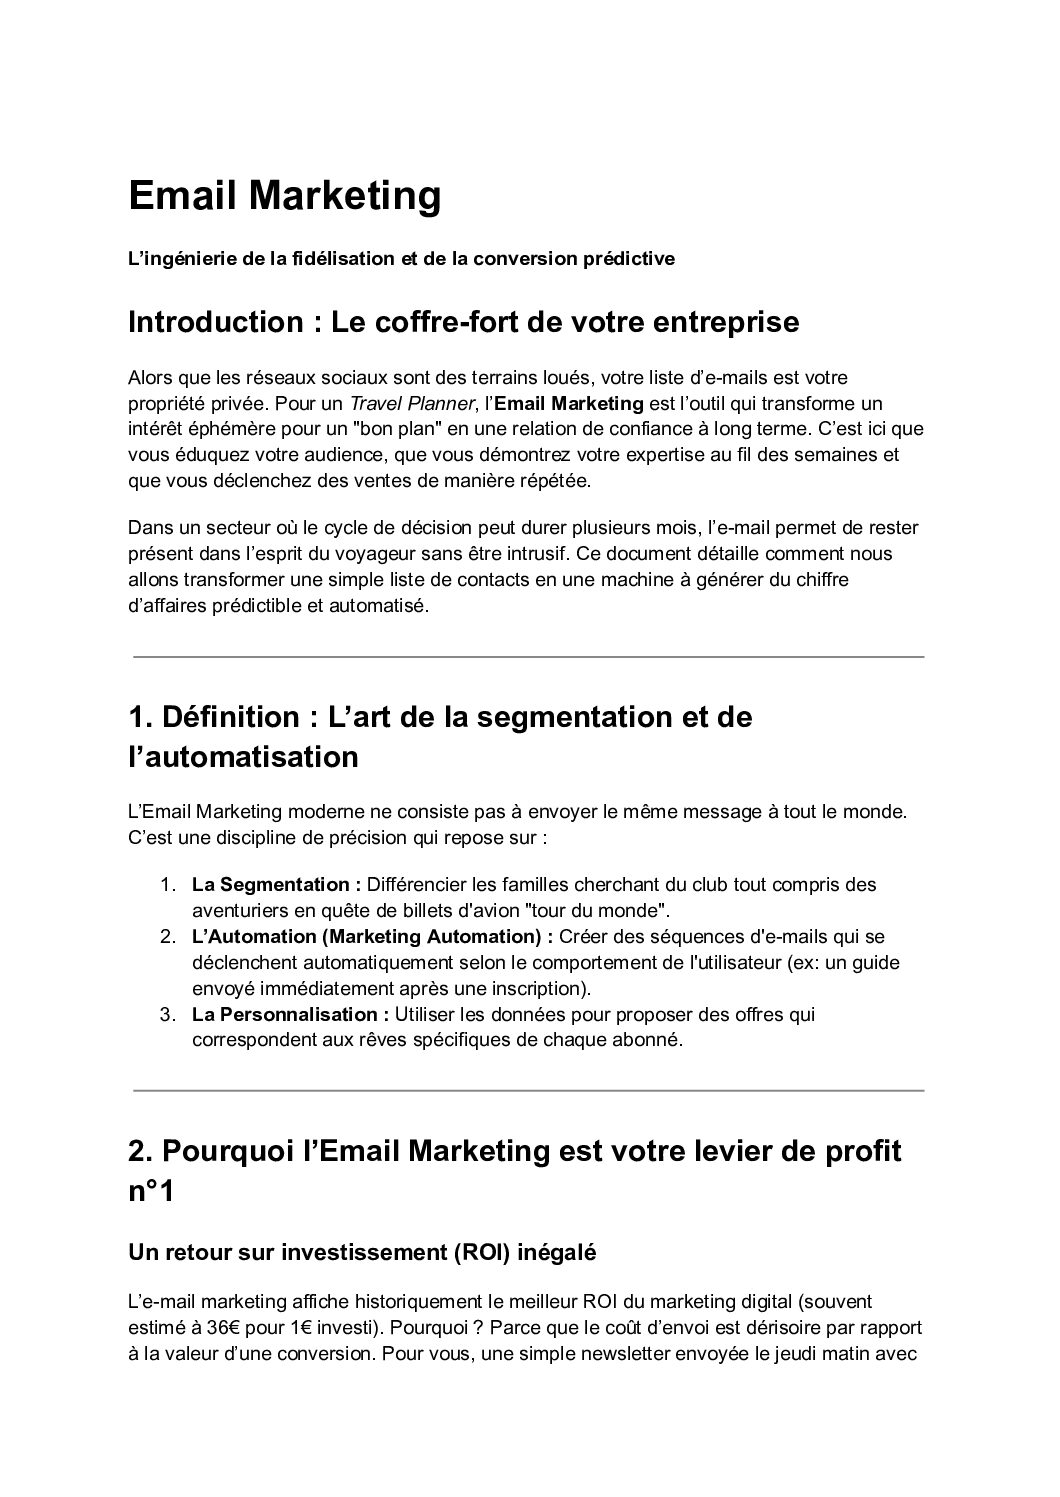 Email Marketing
L’ingénierie de la fidélisation et de la conversion prédictive
Introduction : Le coffre-fort de votre entreprise
Alors que les réseaux sociaux sont des terrains loués, votre liste d’e-mails est votre
propriété privée. Pour un Travel Planner, l’Email Marketing est l’outil qui transforme un
intérêt éphémère pour un "bon plan" en une relation de confiance à long terme. C’est ici que
vous éduquez votre audience, que vous démontrez votre expertise au fil des semaines et
que vous déclenchez des ventes de manière répétée.
Dans un secteur où le cycle de décision peut durer plusieurs mois, l’e-mail permet de rester
présent dans l’esprit du voyageur sans être intrusif. Ce document détaille comment nous
allons transformer une simple liste de contacts en une machine à générer du chiffre
d’affaires prédictible et automatisé.
1. Définition : L’art de la segmentation et de
l’automatisation
L’Email Marketing moderne ne consiste pas à envoyer le même message à tout le monde.
C’est une discipline de précision qui repose sur :
1. La Segmentation : Différencier les familles cherchant du club tout compris des
aventuriers en quête de billets d'avion "tour du monde".
2. L’Automation (Marketing Automation) : Créer des séquences d'e-mails qui se
déclenchent automatiquement selon le comportement de l'utilisateur (ex: un guide
envoyé immédiatement après une inscription).
3. La Personnalisation : Utiliser les données pour proposer des offres qui
correspondent aux rêves spécifiques de chaque abonné.
2. Pourquoi l’Email Marketing est votre levier de profit
n°1
Un retour sur investissement (ROI) inégalé
L’e-mail marketing affiche historiquement le meilleur ROI du marketing digital (souvent
estimé à 36€ pour 1€ investi). Pourquoi ? Parce que le coût d’envoi est dérisoire par rapport
à la valeur d’une conversion. Pour vous, une simple newsletter envoyée le jeudi matin avec